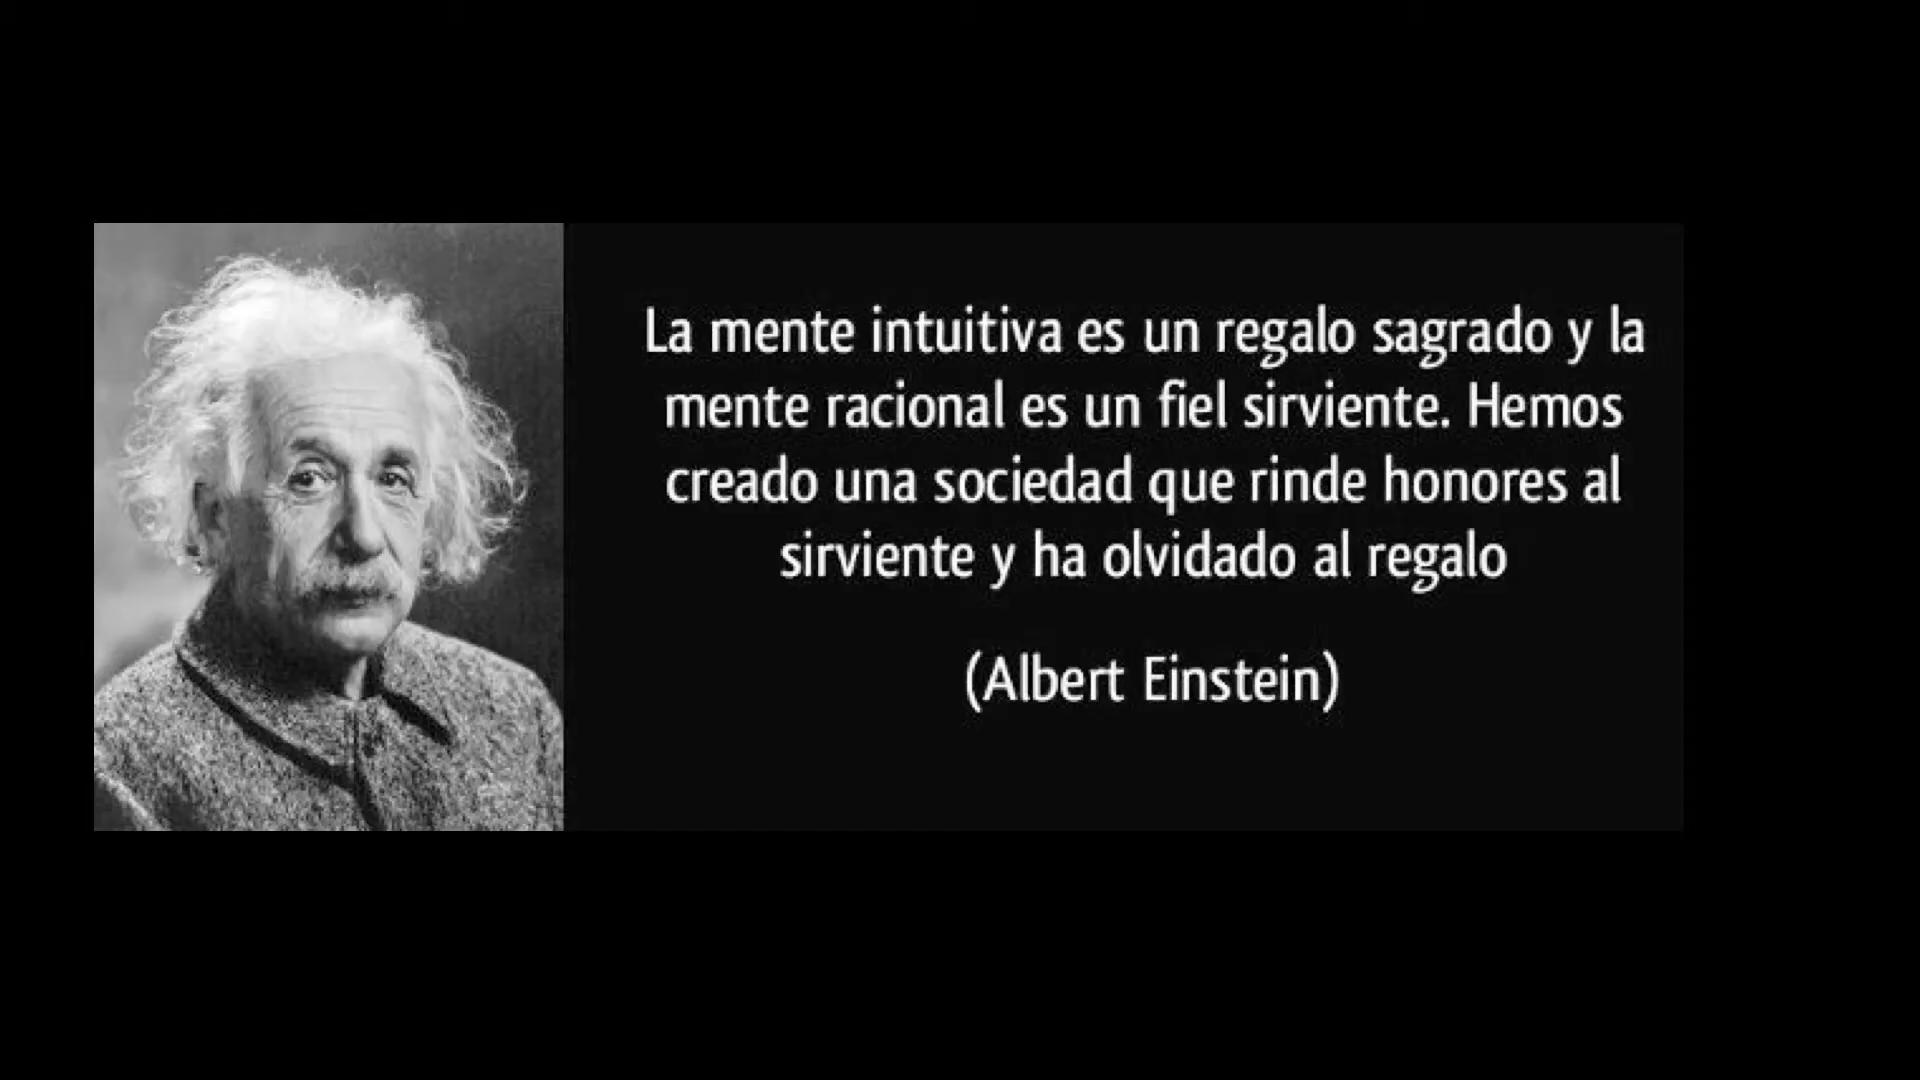 La mente intuitiva es un regalo sagrado y la
mente racional es un fiel sirviente. Hemos
creado una sociedad que rinde honores al
sirviente y ha olvidado al regalo
(Albert Einstein)